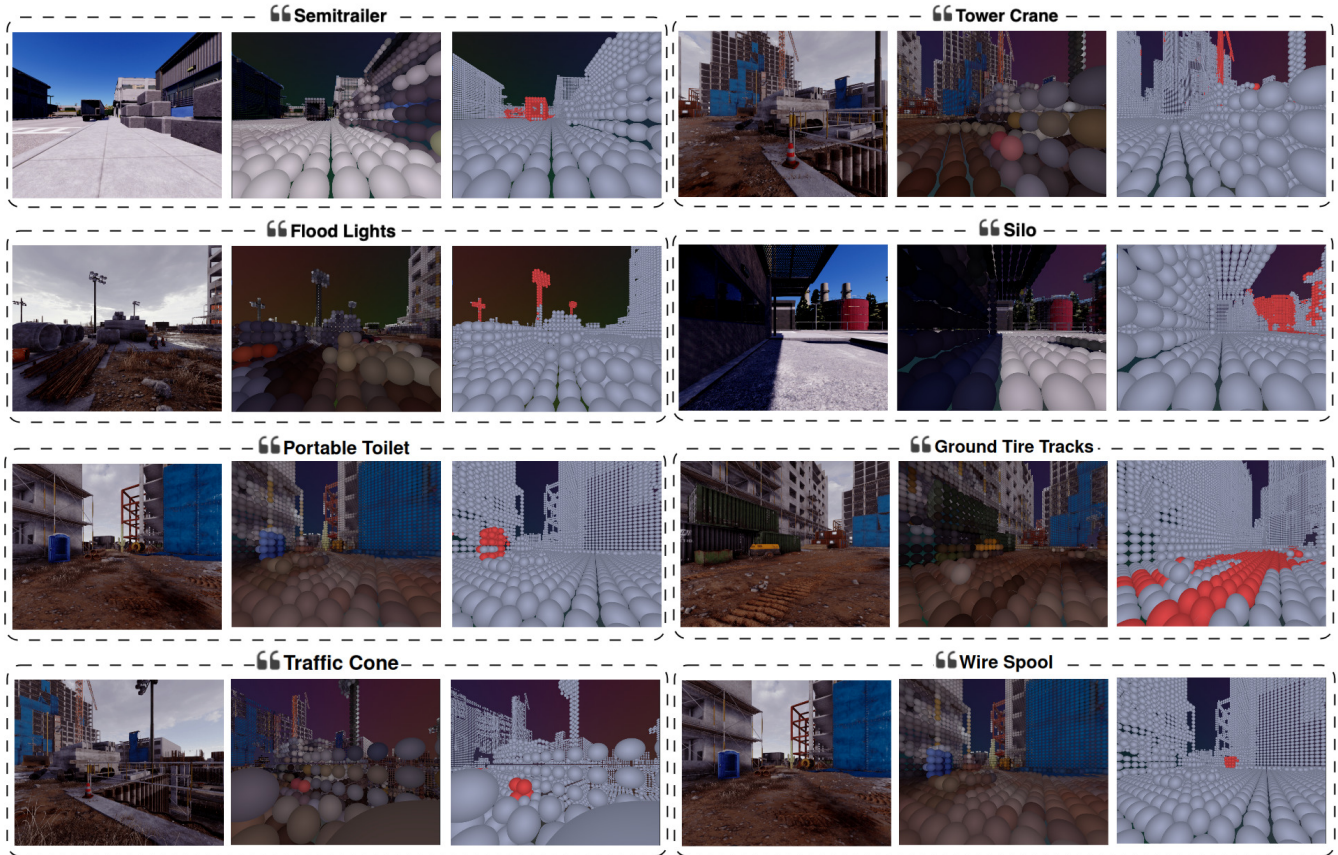 ❝ Semitrailer
❝ Tower Crane
❝ Flood Lights
❝ Silo
❝ Portable Toilet
❝ Ground Tire Tracks
❝ Traffic Cone
❝ Wire Spool